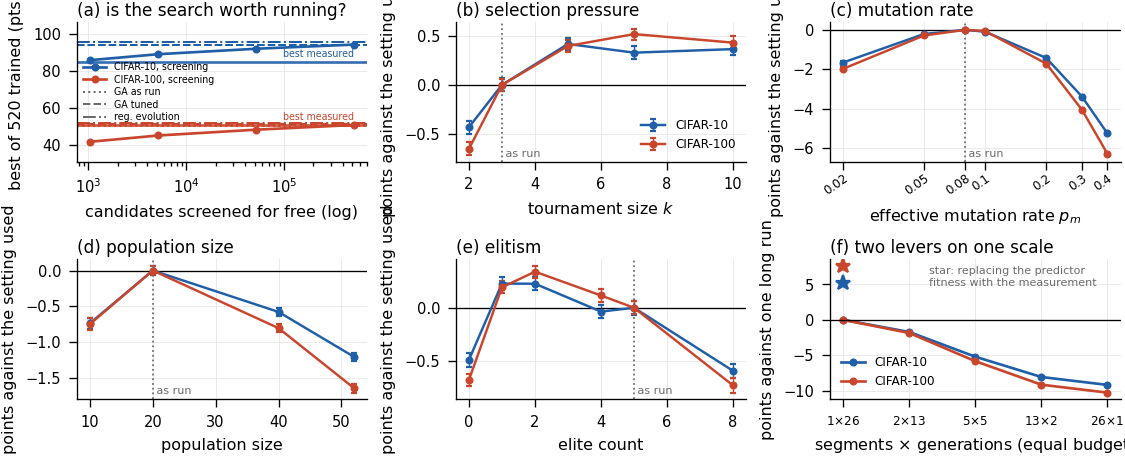 (a) is the search worth running?
best of 520 trained (pts
100
80
60
40
best measured
CIFAR-10, screening
CIFAR-100, screening
GA as run
GA tuned
reg. evolution
best measured
10³
10⁴
10⁵
candidates screened for free (log)
(b) selection pressure
points against the setting u
0.5
0.0
−0.5
CIFAR-10
CIFAR-100
as run
2
4
6
8
10
tournament size k
(c) mutation rate
points against the setting u
0
−2
−4
−6
as run
0.02
0.05
0.08
0.1
0.2
0.3
0.4
effective mutation rate pₘ
(d) population size
points against the setting used
0.0
−0.5
−1.0
−1.5
as run
10
20
30
40
50
population size
(e) elitism
points against the setting used
0.0
−0.5
as run
0
2
4
6
8
elite count
(f) two levers on one scale
points against one long run
5
0
−5
−10
star: replacing the predictor
fitness with the measurement
CIFAR-10
CIFAR-100
1×26
2×13
5×5
13×2
26×1
segments × generations (equal budget